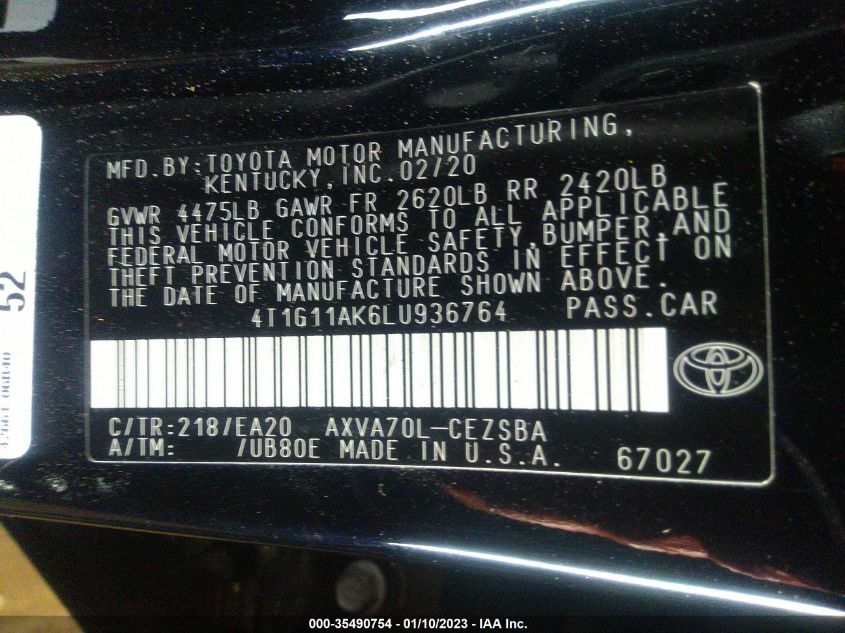 MFD.BY:TOYOTA MOTOR MANUFACTURING,
KENTUCKY,INC.02/20
GVWR 4475LB GAWR FR 2620LB RR 2420LB
THIS VEHICLE CONFORMS TO ALL APPLICABLE
FEDERAL MOTOR VEHICLE SAFETY,BUMPER,AND
THEFT PREVENTION STANDARDS IN EFFECT ON
THE DATE OF MANUFACTURE SHOWN ABOVE.
4T1G11AK6LU936764 PASS.CAR
C/TR:218/EA20 AXVA70L-CEZSBA
A/TM: /UB80E MADE IN U.S.A. 67027
52
000-35490754 - 01/10/2023 - IAA Inc.